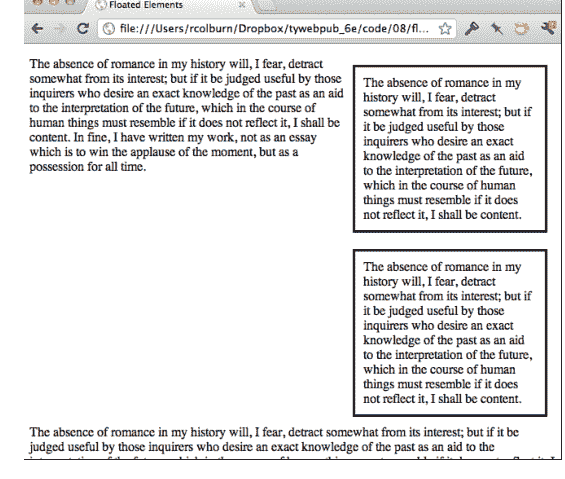 Floated Elements
file:///Users/rcolburn/Dropbox/tywebpub_6e/code/08/fl...
The absence of romance in my history will, I fear, detract
somewhat from its interest; but if it be judged useful by those
inquirers who desire an exact knowledge of the past as an aid
to the interpretation of the future, which in the course of
human things must resemble if it does not reflect it, I shall be
content. In fine, I have written my work, not as an essay
which is to win the applause of the moment, but as a
possession for all time.
The absence of romance in my
history will, I fear, detract
somewhat from its interest; but if
it be judged useful by those
inquirers who desire an exact
knowledge of the past as an aid
to the interpretation of the future,
which in the course of human
things must resemble if it does
not reflect it, I shall be content.
The absence of romance in my
history will, I fear, detract
somewhat from its interest; but if
it be judged useful by those
inquirers who desire an exact
knowledge of the past as an aid
to the interpretation of the future,
which in the course of human
things must resemble if it does
not reflect it, I shall be content.
The absence of romance in my history will, I fear, detract somewhat from its interest; but if it be
judged useful by those inquirers who desire an exact knowledge of the past as an aid to the